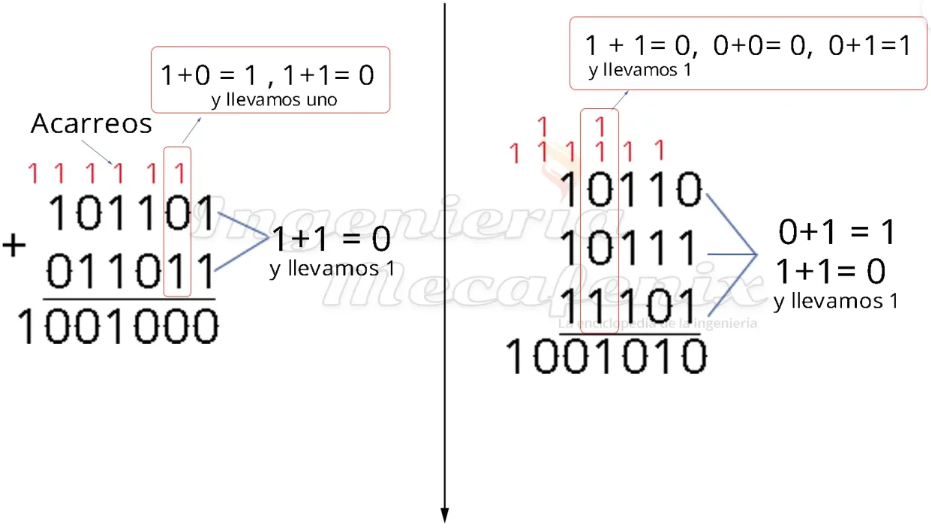 1+0 = 1 , 1+1= 0
y llevamos uno
Acarreos
1 1 1 1 1 1
101101
+ 011011
1001000
1+1 = 0
y llevamos 1
1 + 1= 0, 0+0= 0, 0+1=1
y llevamos 1
1 1
1 1 1 1 1 1
10110
10111
11101
1001010
0+1 = 1
1+1= 0
y llevamos 1
Ingenieria
Mecafenix
La enciclopedia de la ingenieria